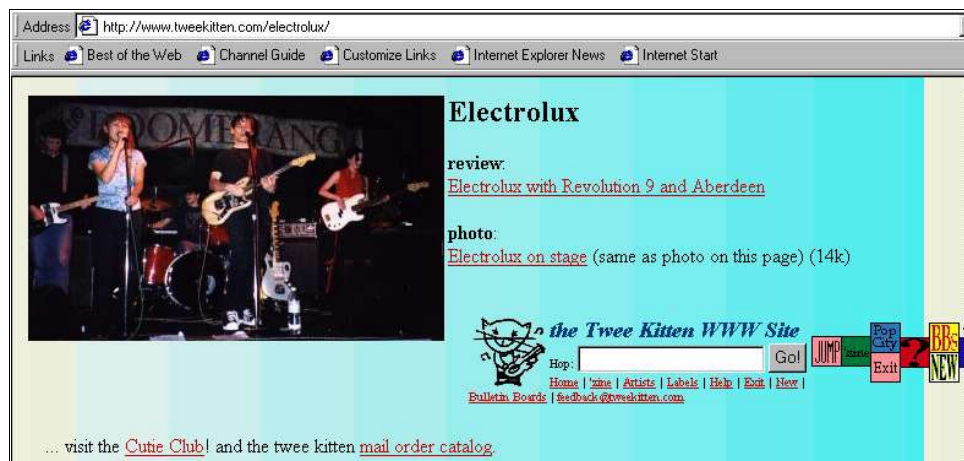 Address http://www.tweekitten.com/electrolux/
Links Best of the Web Channel Guide Customize Links Internet Explorer News Internet Start
BOOMERANG
Electrolux
review:
Electrolux with Revolution 9 and Aberdeen
photo:
Electrolux on stage (same as photo on this page) (14k)
the Twee Kitten WWW Site
Hop: Go!
JUMP 'zine Pop City Exit ? BBs NEW
Home | 'zine | Artists | Labels | Help | Exit | New |
Bulletin Boards | feedback@tweekitten.com
... visit the Cutie Club! and the twee kitten mail order catalog.